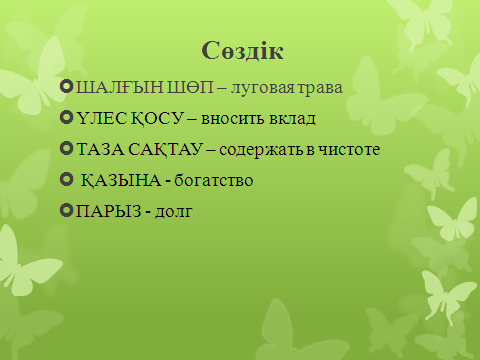 Сөздік
ШАЛҒЫН ШӨП – луговая трава
ҮЛЕС ҚОСУ – вносить вклад
ТАЗА САҚТАУ – содержать в чистоте
ҚАЗЫНА - богатство
ПАРЫЗ - долг